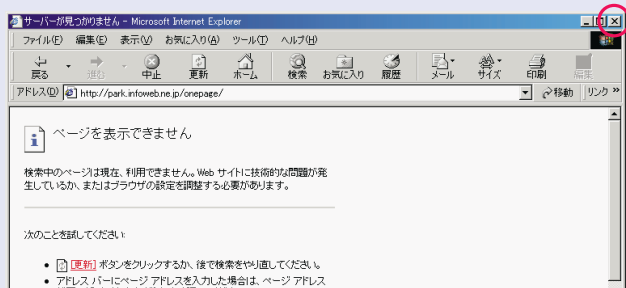 サーバーが見つかりません - Microsoft Internet Explorer
ファイル(F) 編集(E) 表示(V) お気に入り(A) ツール(T) ヘルプ(H)
戻る 進む 中止 更新 ホーム 検索 お気に入り 履歴 メール サイズ 印刷 編集
アドレス(D) http://park.infoweb.ne.jp/onepage/ 移動 リンク »
ページを表示できません
検索中のページは現在、利用できません。Web サイトに技術的な問題が発
生しているか、またはブラウザの設定を調整する必要があります。
次のことを試してください:
• [更新] ボタンをクリックするか、後で検索をやり直してください。
• アドレス バーにページ アドレスを入力した場合は、ページ アドレス